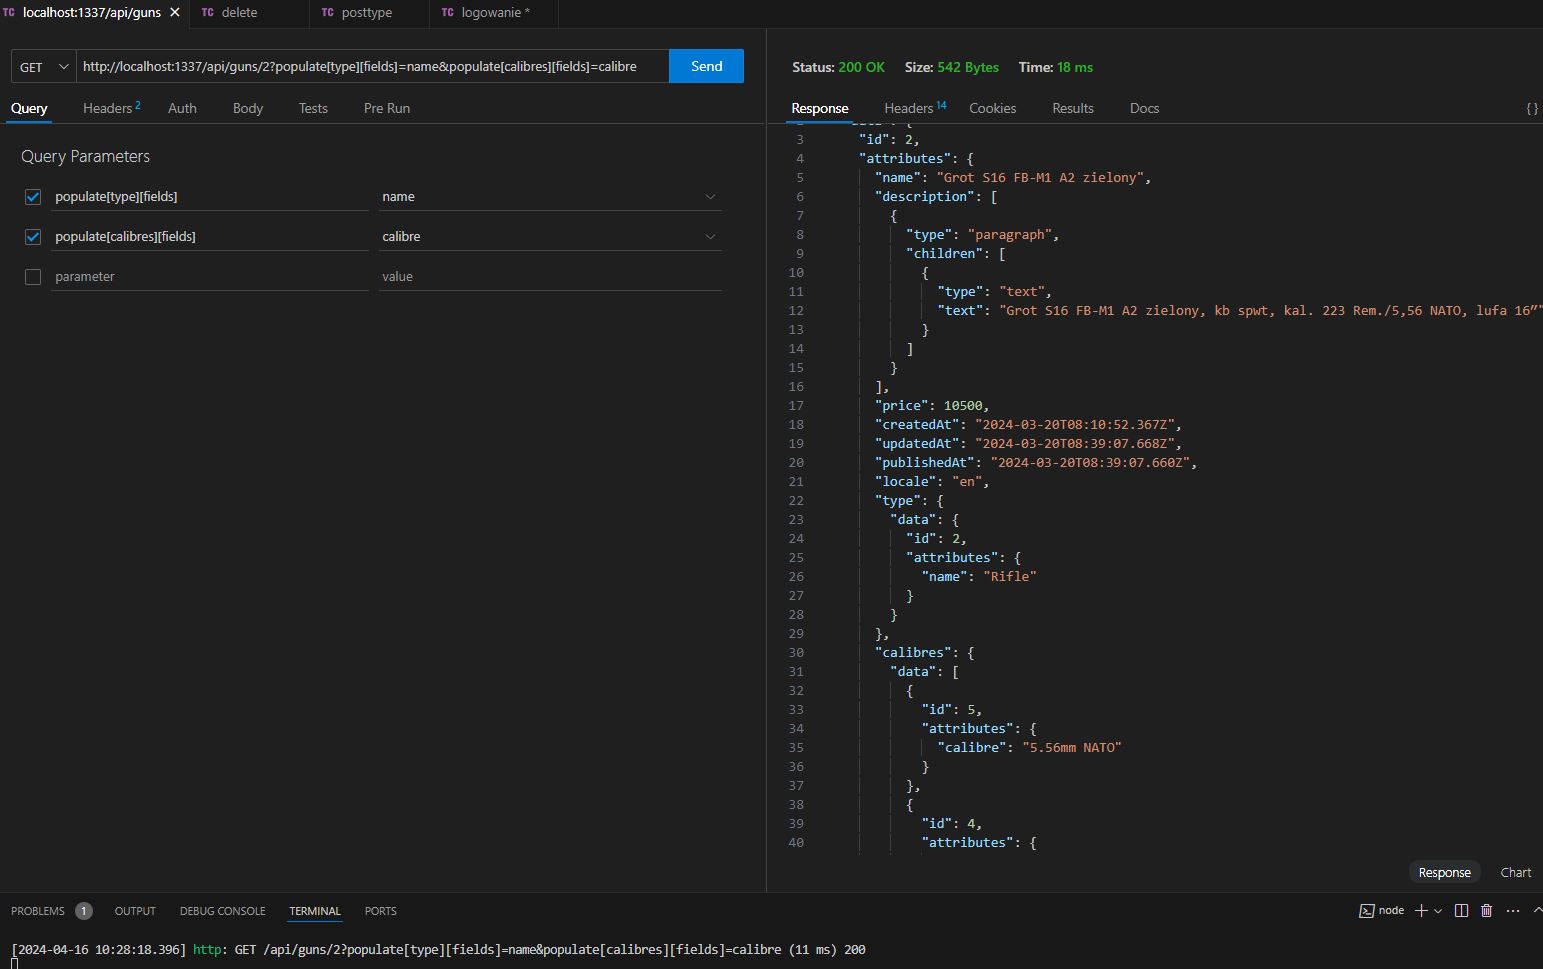 TC localhost:1337/api/guns ✕ TC delete TC posttype TC logowanie *
GET http://localhost:1337/api/guns/2?populate[type][fields]=name&populate[calibres][fields]=calibre Send
Query Headers 2 Auth Body Tests Pre Run
Query Parameters
populate[type][fields] name
populate[calibres][fields] calibre
parameter value
Status: 200 OK Size: 542 Bytes Time: 18 ms
Response Headers 14 Cookies Results Docs {}
3 "id": 2,
4 "attributes": {
5 "name": "Grot S16 FB-M1 A2 zielony",
6 "description": [
7 {
8 "type": "paragraph",
9 "children": [
10 {
11 "type": "text",
12 "text": "Grot S16 FB-M1 A2 zielony, kb spwt, kal. 223 Rem./5,56 NATO, lufa 16”"
13 }
14 ]
15 }
16 ],
17 "price": 10500,
18 "createdAt": "2024-03-20T08:10:52.367Z",
19 "updatedAt": "2024-03-20T08:39:07.668Z",
20 "publishedAt": "2024-03-20T08:39:07.660Z",
21 "locale": "en",
22 "type": {
23 "data": {
24 "id": 2,
25 "attributes": {
26 "name": "Rifle"
27 }
28 }
29 },
30 "calibres": {
31 "data": [
32 {
33 "id": 5,
34 "attributes": {
35 "calibre": "5.56mm NATO"
36 }
37 },
38 {
39 "id": 4,
40 "attributes": {
Response Chart
PROBLEMS 1 OUTPUT DEBUG CONSOLE TERMINAL PORTS node
[2024-04-16 10:28:18.396] http: GET /api/guns/2?populate[type][fields]=name&populate[calibres][fields]=calibre (11 ms) 200